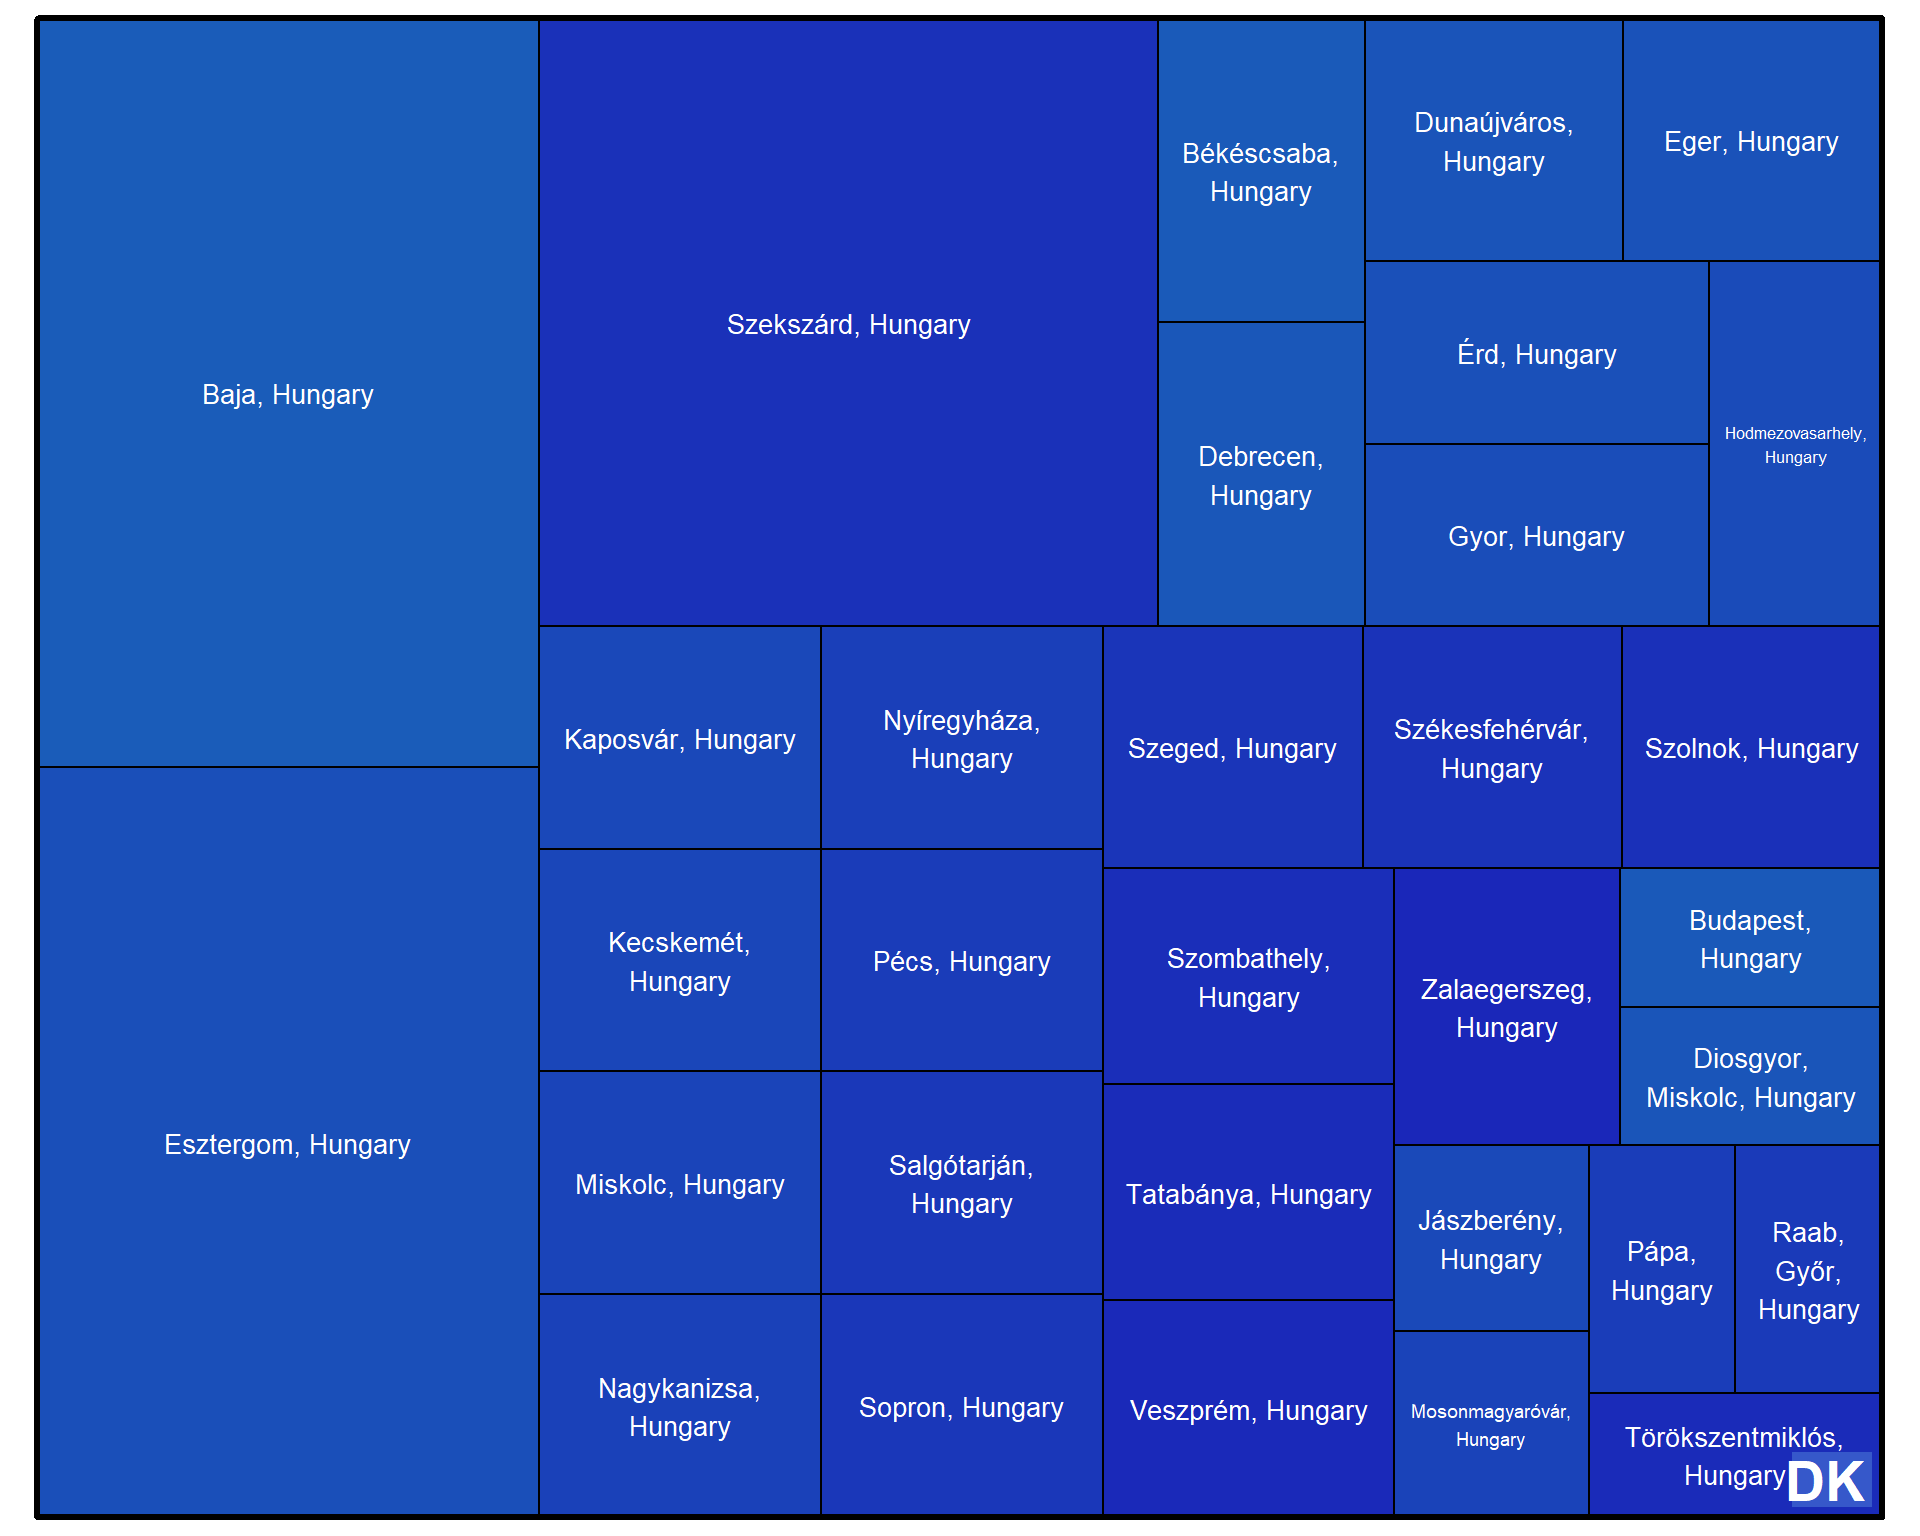 Baja, Hungary
Esztergom, Hungary
Szekszárd, Hungary
Békéscsaba,
Hungary
Debrecen,
Hungary
Dunaújváros,
Hungary
Eger, Hungary
Érd, Hungary
Gyor, Hungary
Hodmezovasarhely,
Hungary
Kaposvár, Hungary
Kecskemét,
Hungary
Miskolc, Hungary
Nagykanizsa,
Hungary
Nyíregyháza,
Hungary
Pécs, Hungary
Salgótarján,
Hungary
Sopron, Hungary
Szeged, Hungary
Székesfehérvár,
Hungary
Szolnok, Hungary
Szombathely,
Hungary
Tatabánya, Hungary
Veszprém, Hungary
Zalaegerszeg,
Hungary
Budapest,
Hungary
Diosgyor,
Miskolc, Hungary
Jászberény,
Hungary
Mosonmagyaróvár,
Hungary
Pápa,
Hungary
Raab,
Győr,
Hungary
Törökszentmiklós,
Hungary
DK